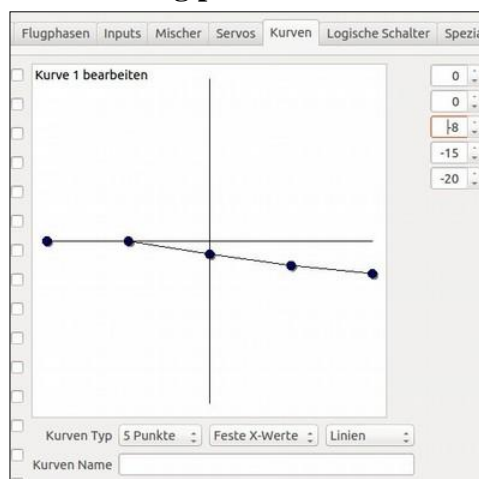 Flugphasen Inputs Mischer Servos Kurven Logische Schalter Spezia
Kurve 1 bearbeiten
0
0
-8
-15
-20
Kurven Typ 5 Punkte Feste X-Werte Linien
Kurven Name